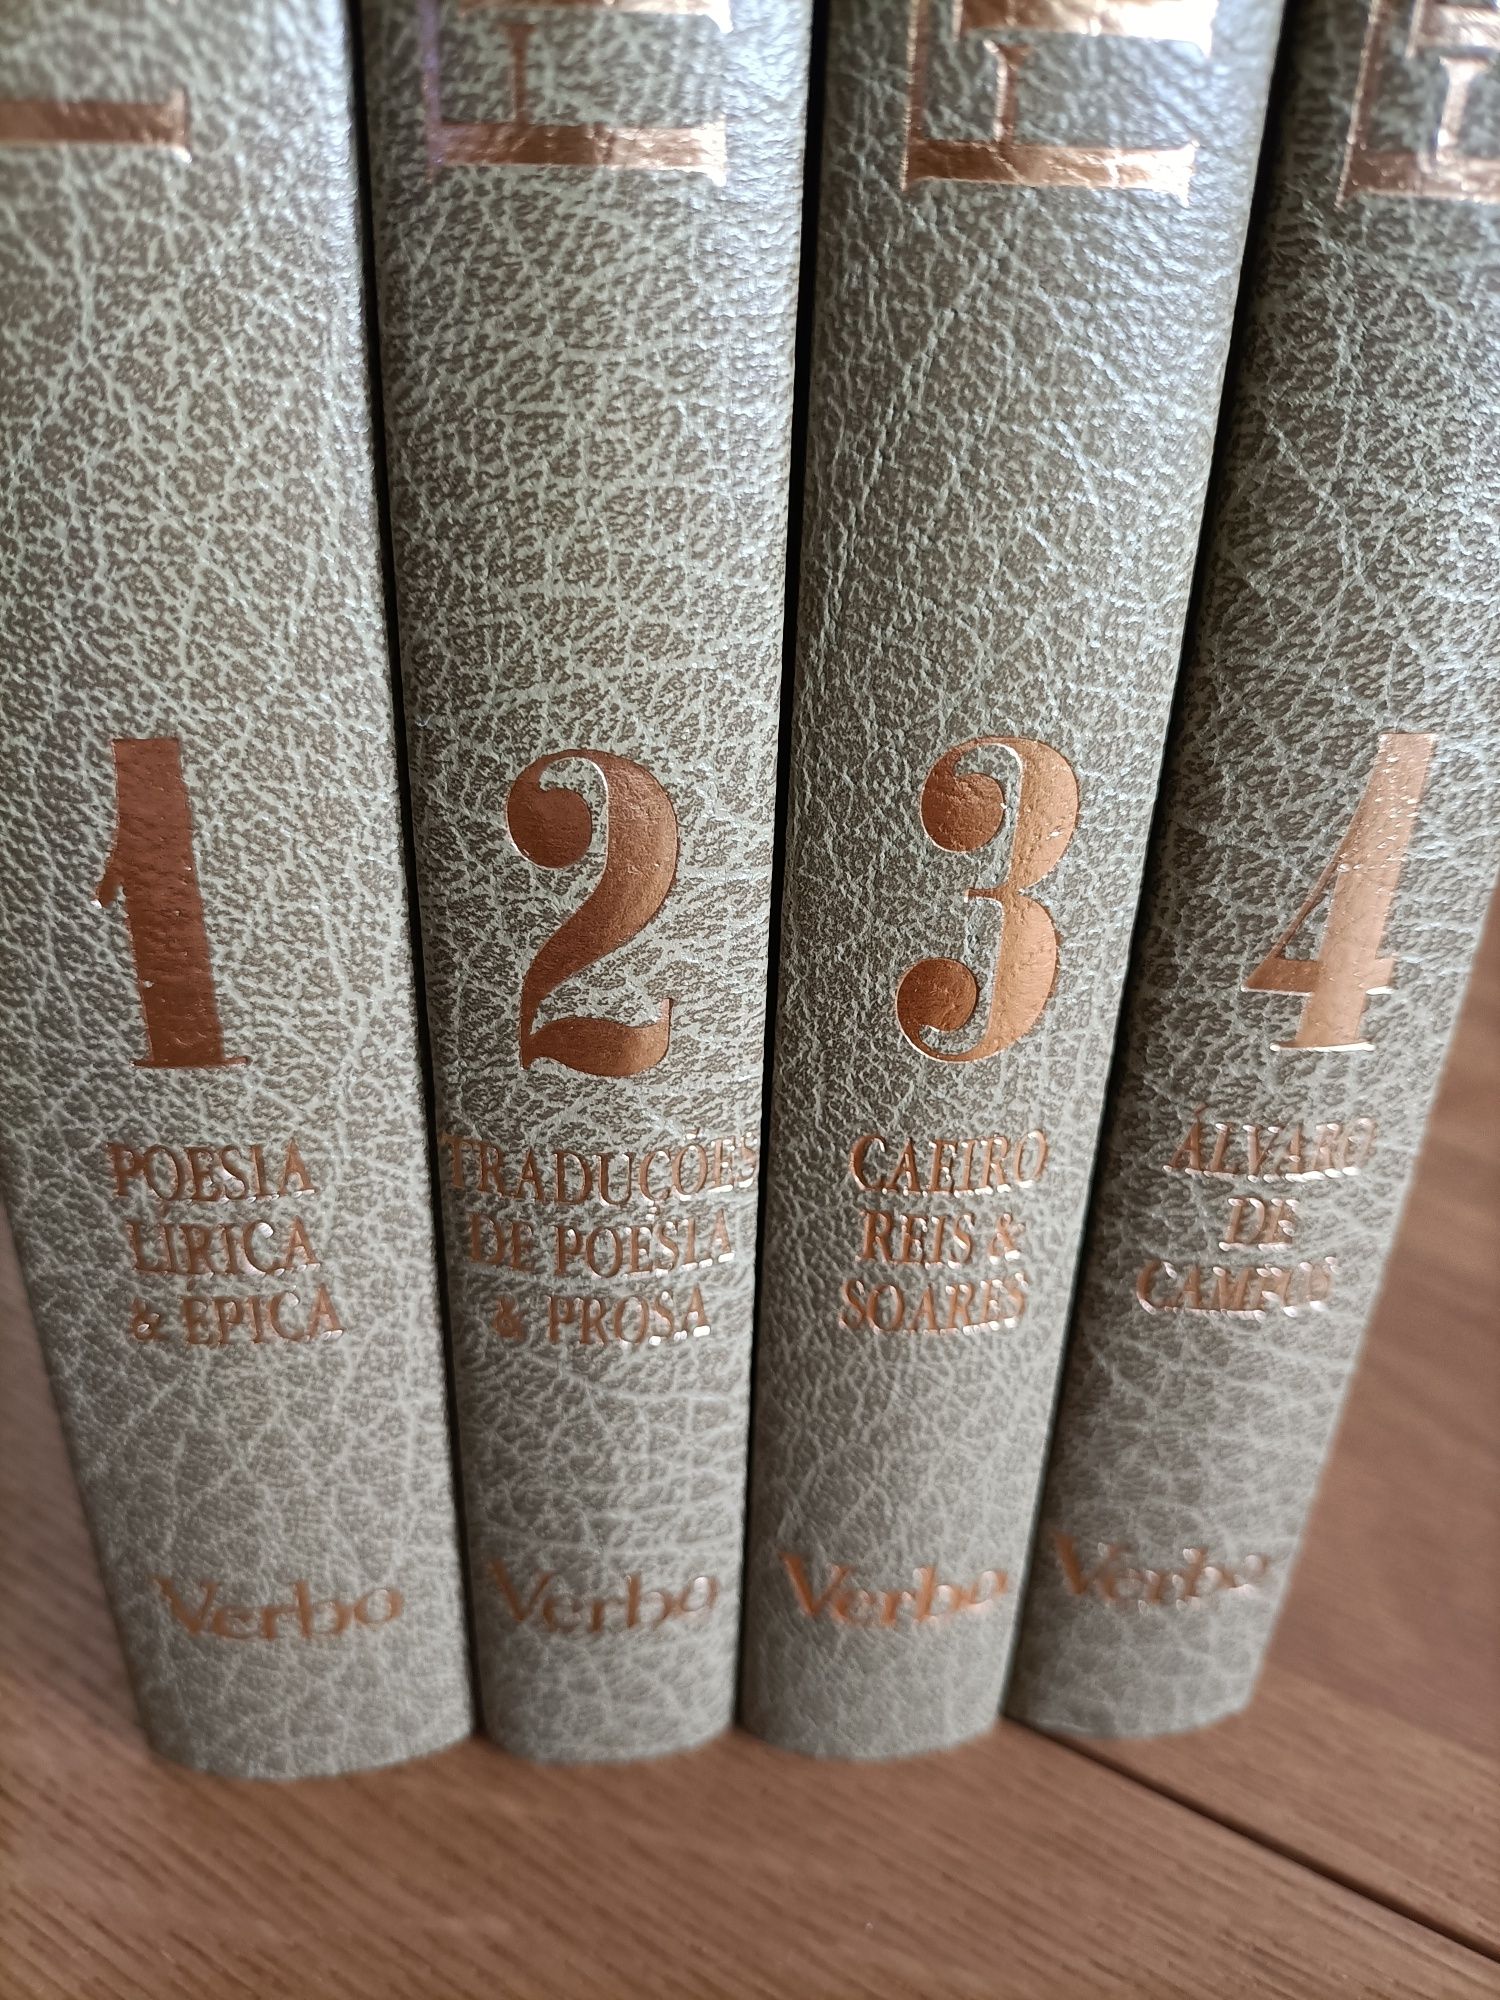 1
POESIA
LÍRICA
& ÉPICA
Verbo
2
TRADUÇÕES
DE POESIA
& PROSA
Verbo
3
CAEIRO
REIS &
SOARES
Verbo
4
ÁLVARO
DE
CAMPOS
Verbo